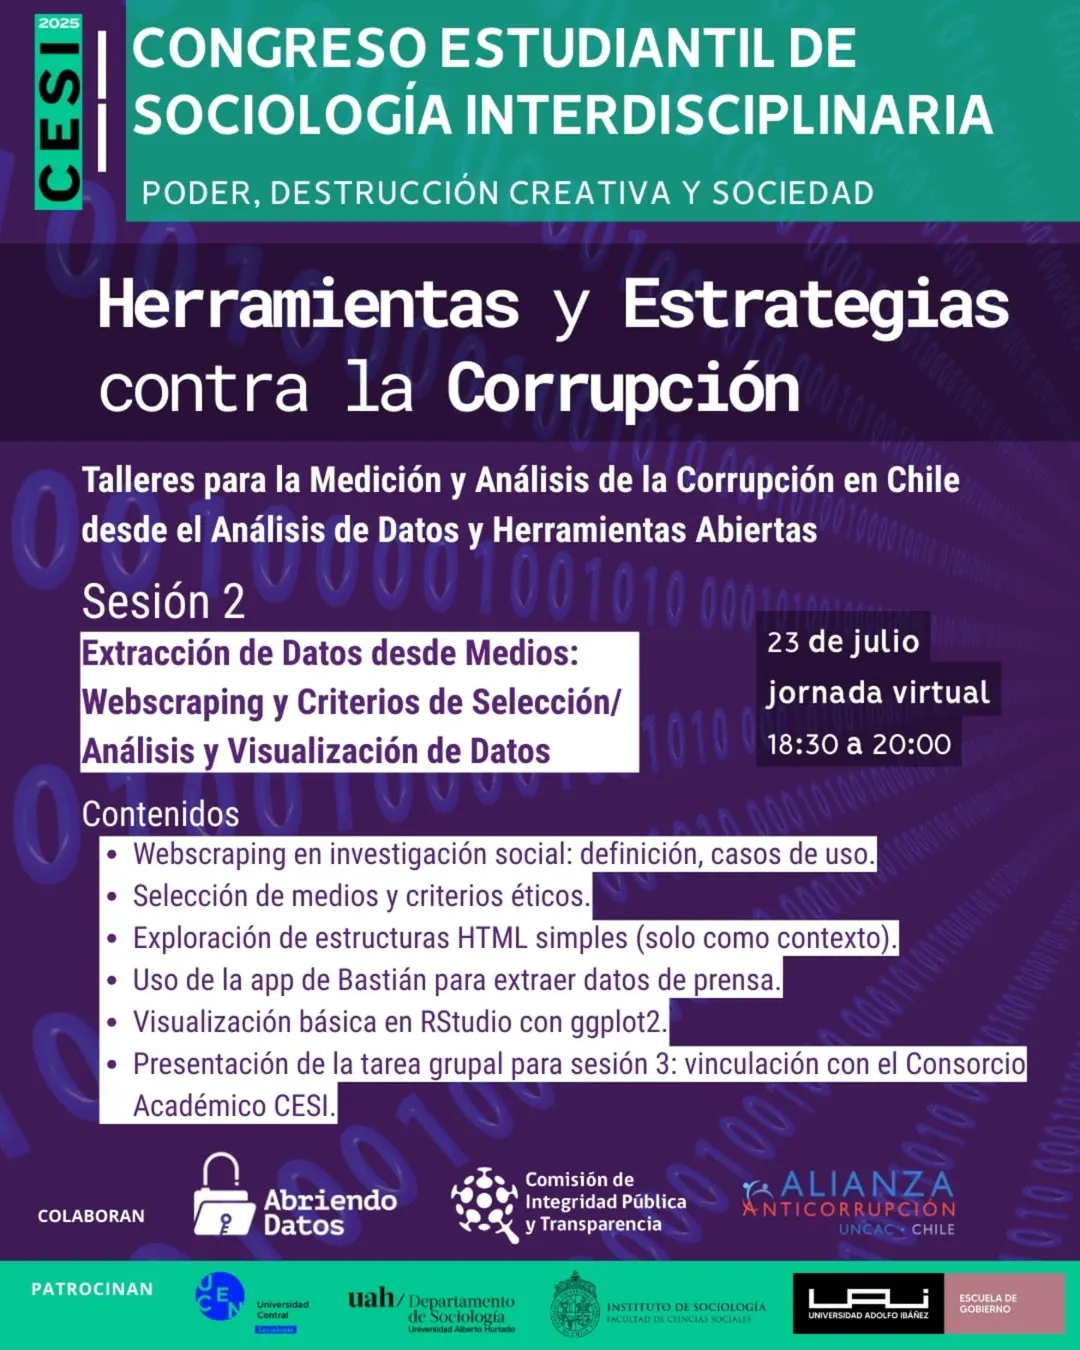 2025
CESI
CONGRESO ESTUDIANTIL DE
SOCIOLOGÍA INTERDISCIPLINARIA
PODER, DESTRUCCIÓN CREATIVA Y SOCIEDAD
Herramientas y Estrategias
contra la Corrupción
Talleres para la Medición y Análisis de la Corrupción en Chile
desde el Análisis de Datos y Herramientas Abiertas
Sesión 2
Extracción de Datos desde Medios:
Webscraping y Criterios de Selección/
Análisis y Visualización de Datos
23 de julio
jornada virtual
18:30 a 20:00
Contenidos
• Webscraping en investigación social: definición, casos de uso.
• Selección de medios y criterios éticos.
• Exploración de estructuras HTML simples (solo como contexto).
• Uso de la app de Bastián para extraer datos de prensa.
• Visualización básica en RStudio con ggplot2.
• Presentación de la tarea grupal para sesión 3: vinculación con el Consorcio
Académico CESI.
COLABORAN
Abriendo
Datos
Comisión de
Integridad Pública
y Transparencia
ALIANZA
ANTICORRUPCIÓN
UNCAC · CHILE
PATROCINAN
UCEN
Universidad
Central
Sociología
uah/ Departamento
de Sociología
Universidad Alberto Hurtado
INSTITUTO DE SOCIOLOGÍA
FACULTAD DE CIENCIAS SOCIALES
UAI
UNIVERSIDAD ADOLFO IBÁÑEZ
ESCUELA DE
GOBIERNO